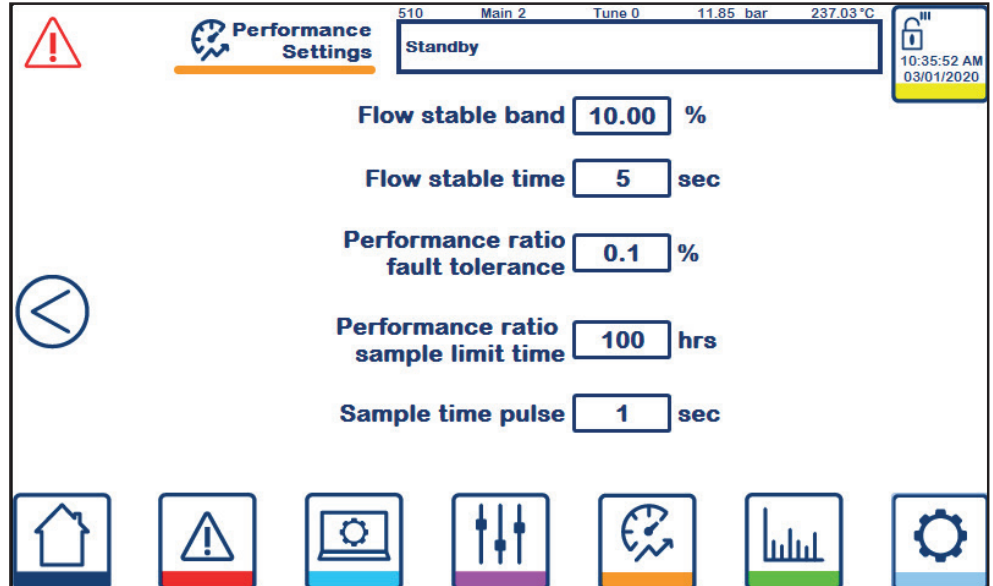 510 Main 2 Tune 0 11.85 bar 237.03°C
Performance
Settings
Standby
10:35:52 AM
03/01/2020
Flow stable band 10.00 %
Flow stable time 5 sec
Performance ratio
fault tolerance 0.1 %
Performance ratio
sample limit time 100 hrs
Sample time pulse 1 sec